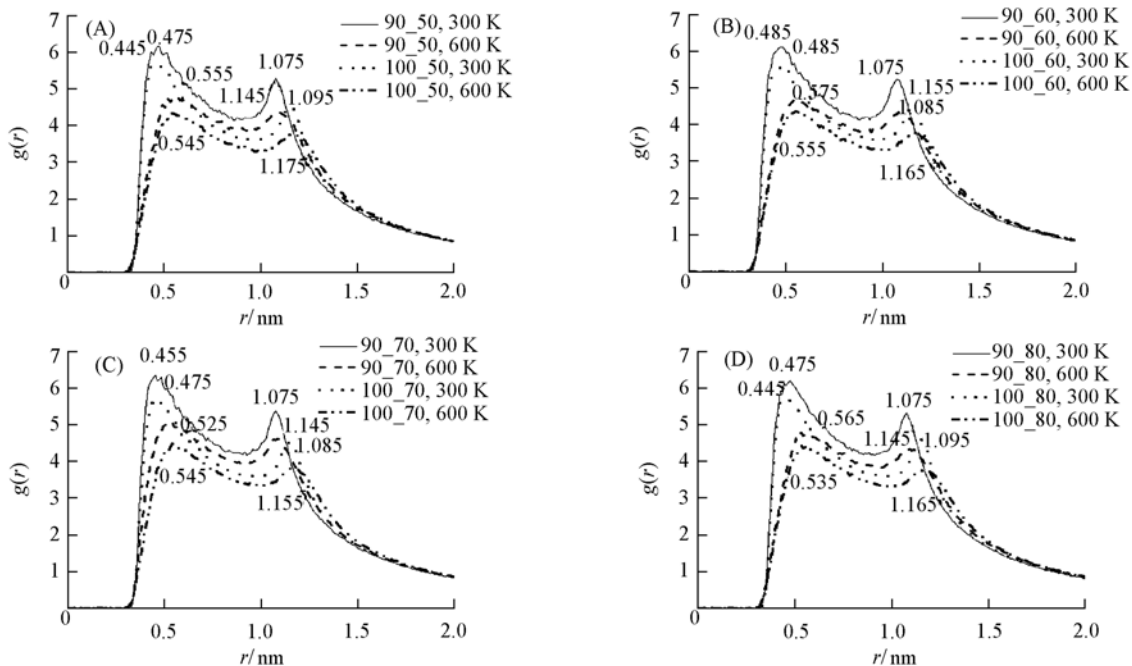 (A)
90_50, 300 K
90_50, 600 K
100_50, 300 K
100_50, 600 K
7
6
5
4
3
2
1
0
0.445
0.475
0.555
1.145
1.075
1.095
0.545
1.175
g(r)
0.5
1.0
1.5
2.0
r/nm
(B)
90_60, 300 K
90_60, 600 K
100_60, 300 K
100_60, 600 K
7
6
5
4
3
2
1
0
0.485
0.485
0.575
1.075
1.155
1.085
0.555
1.165
g(r)
0.5
1.0
1.5
2.0
r/nm
(C)
90_70, 300 K
90_70, 600 K
100_70, 300 K
100_70, 600 K
7
6
5
4
3
2
1
0
0.455
0.475
0.525
1.075
1.145
1.085
0.545
1.155
g(r)
0.5
1.0
1.5
2.0
r/nm
(D)
90_80, 300 K
90_80, 600 K
100_80, 300 K
100_80, 600 K
7
6
5
4
3
2
1
0
0.475
0.445
0.565
1.075
1.145
1.095
0.535
1.165
g(r)
0.5
1.0
1.5
2.0
r/nm